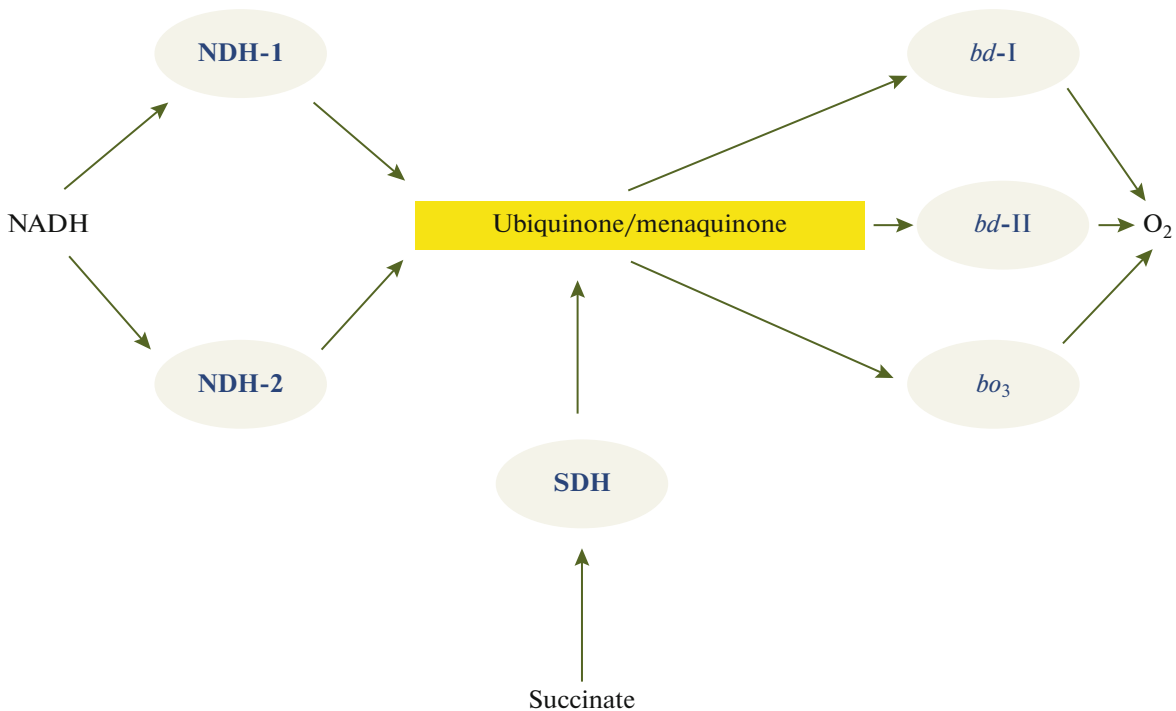 NDH-1
bd-I
NADH
Ubiquinone/menaquinone
bd-II
O₂
NDH-2
bo₃
SDH
Succinate